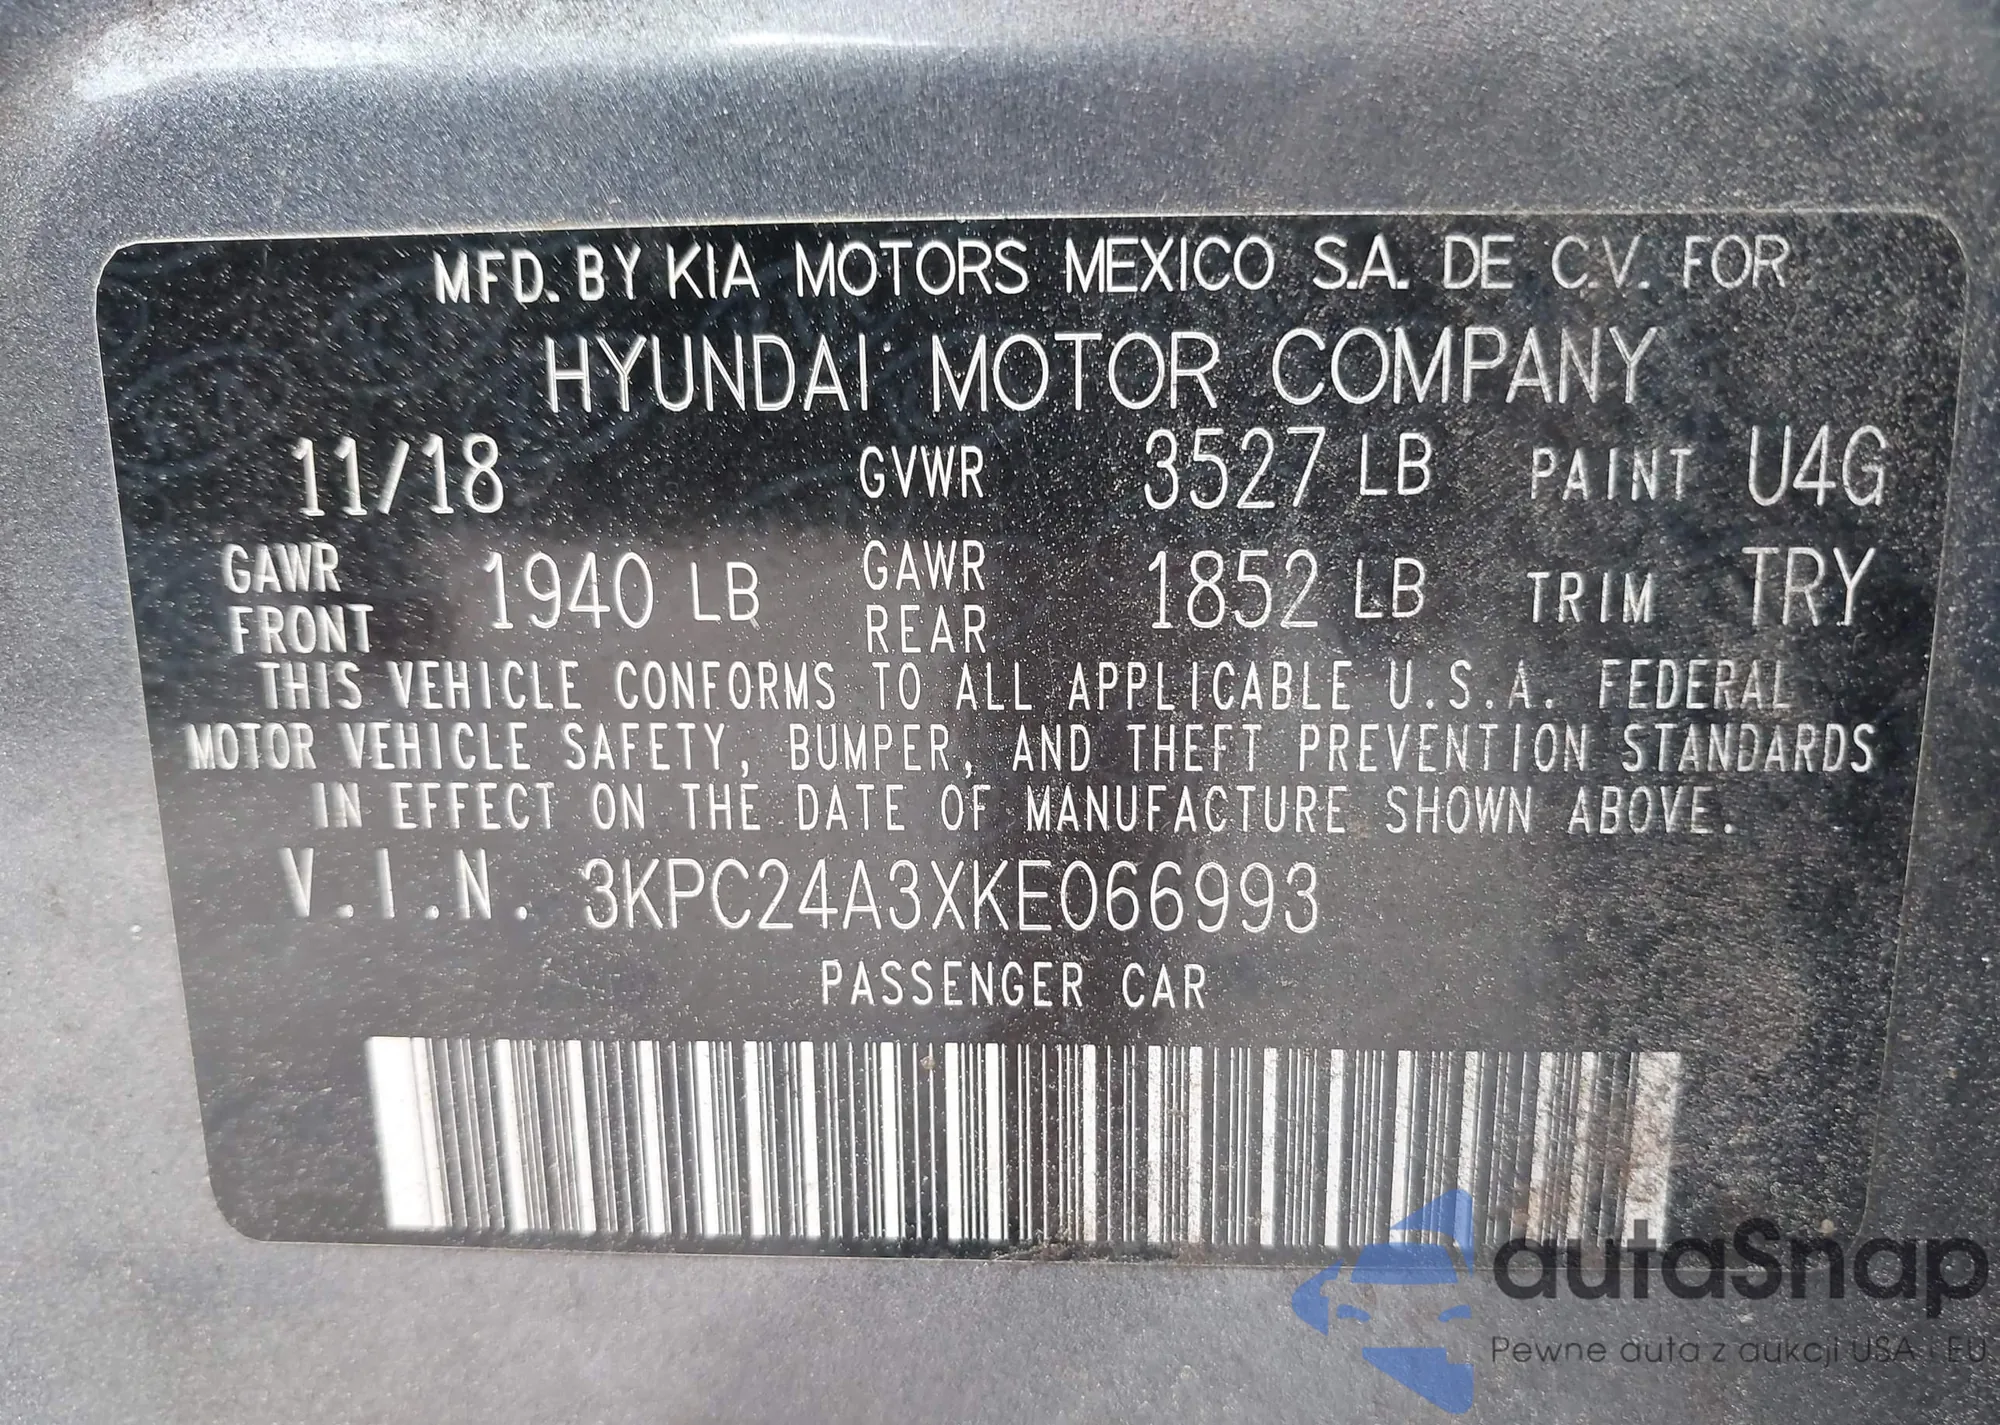 MFD. BY KIA MOTORS MEXICO S.A. DE C.V. FOR
HYUNDAI MOTOR COMPANY
11/18 GVWR 3527 LB PAINT U4G
GAWR FRONT 1940 LB GAWR REAR 1852 LB TRIM TRY
THIS VEHICLE CONFORMS TO ALL APPLICABLE U.S.A. FEDERAL
MOTOR VEHICLE SAFETY, BUMPER, AND THEFT PREVENTION STANDARDS
IN EFFECT ON THE DATE OF MANUFACTURE SHOWN ABOVE.
V.I.N. 3KPC24A3XKE066993
PASSENGER CAR
autaSnap
Pewne auta z aukcji USA i EU